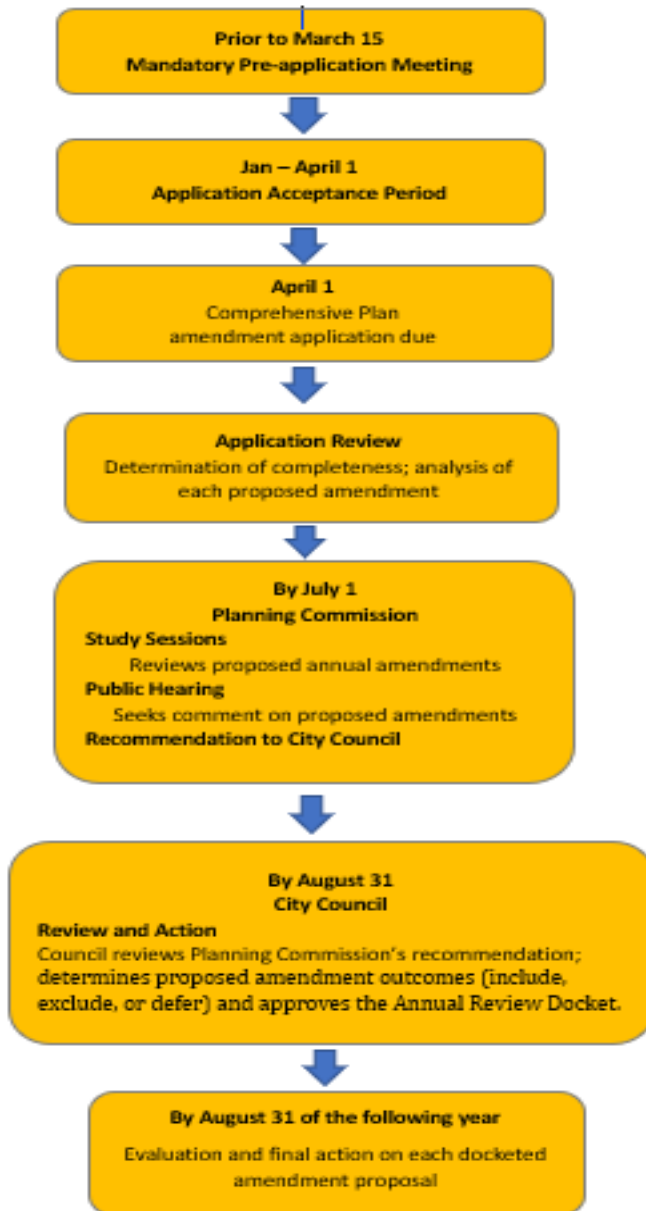 Prior to March 15
Mandatory Pre-application Meeting
Jan – April 1
Application Acceptance Period
April 1
Comprehensive Plan
amendment application due
Application Review
Determination of completeness; analysis of
each proposed amendment
By July 1
Planning Commission
Study Sessions
Reviews proposed annual amendments
Public Hearing
Seeks comment on proposed amendments
Recommendation to City Council
By August 31
City Council
Review and Action
Council reviews Planning Commission's recommendation;
determines proposed amendment outcomes (include,
exclude, or defer) and approves the Annual Review Docket.
By August 31 of the following year
Evaluation and final action on each docketed
amendment proposal